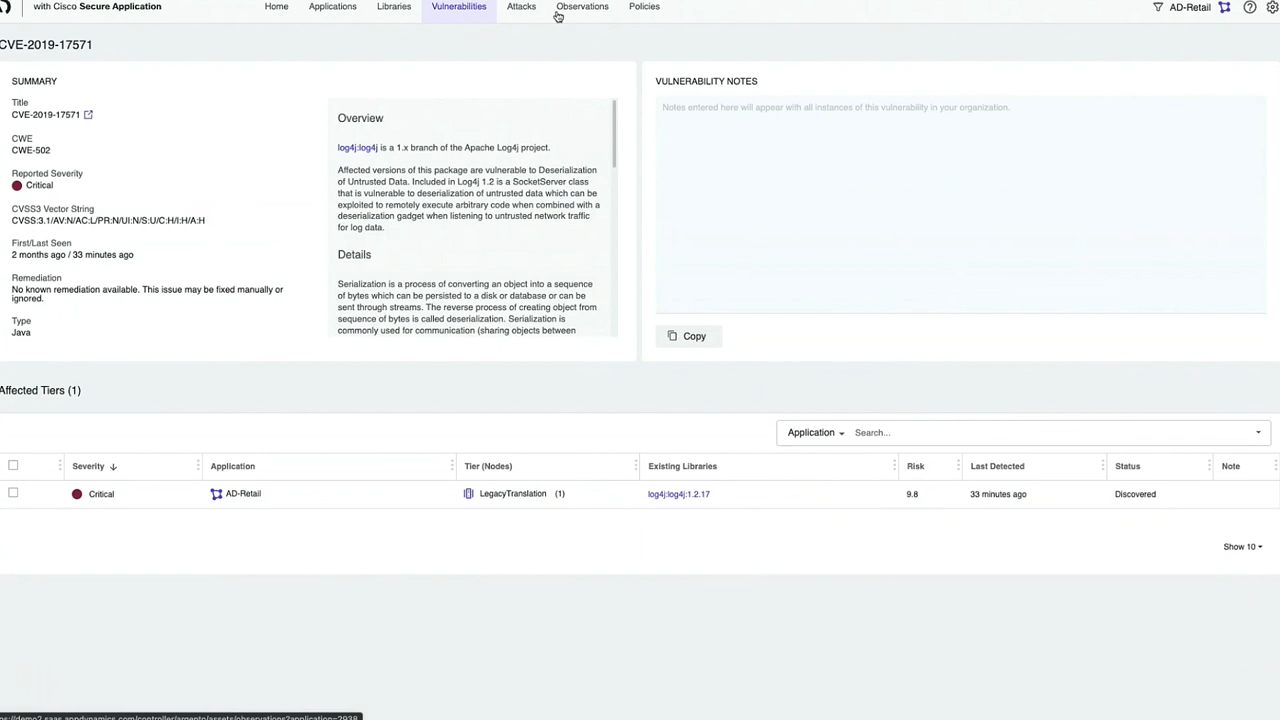 with Cisco Secure Application
Home
Applications
Libraries
Vulnerabilities
Attacks
Observations
Policies
AD-Retail
CVE-2019-17571
SUMMARY
Title
CVE-2019-17571
CWE
CWE-502
Reported Severity
Critical
CVSS3 Vector String
CVSS:3.1/AV:N/AC:L/PR:N/UI:N/S:U/C:H/I:H/A:H
First/Last Seen
2 months ago / 33 minutes ago
Remediation
No known remediation available. This issue may be fixed manually or
ignored.
Type
Java
Overview
log4j:log4j is a 1.x branch of the Apache Log4j project.
Affected versions of this package are vulnerable to Deserialization
of Untrusted Data. Included in Log4j 1.2 is a SocketServer class
that is vulnerable to deserialization of untrusted data which can be
exploited to remotely execute arbitrary code when combined with a
deserialization gadget when listening to untrusted network traffic
for log data.
Details
Serialization is a process of converting an object into a sequence
of bytes which can be persisted to a disk or database or can be
sent through streams. The reverse process of creating object from
sequence of bytes is called deserialization. Serialization is
commonly used for communication (sharing objects between
VULNERABILITY NOTES
Notes entered here will appear with all instances of this vulnerability in your organization.
Copy
Affected Tiers (1)
Application
Search...
Severity
Application
Tier (Nodes)
Existing Libraries
Risk
Last Detected
Status
Note
Critical
AD-Retail
LegacyTranslation (1)
log4j:log4j:1.2.17
9.8
33 minutes ago
Discovered
Show 10